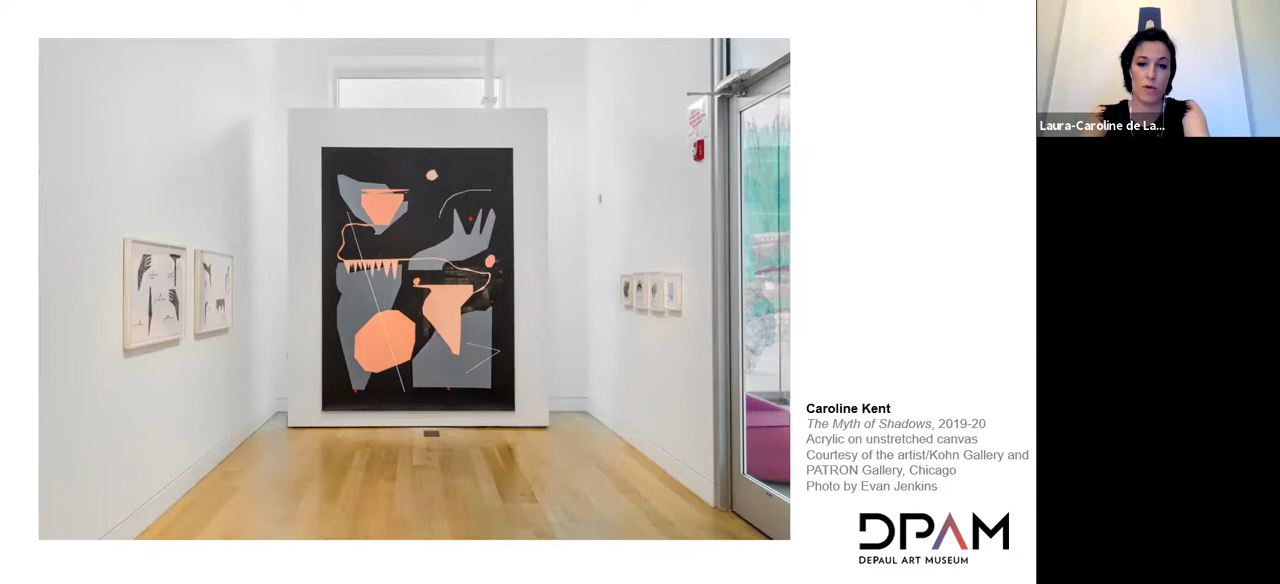 Laura-Caroline de La...
Caroline Kent
The Myth of Shadows, 2019-20
Acrylic on unstretched canvas
Courtesy of the artist/Kohn Gallery and
PATRON Gallery, Chicago
Photo by Evan Jenkins
DPAM
DEPAUL ART MUSEUM